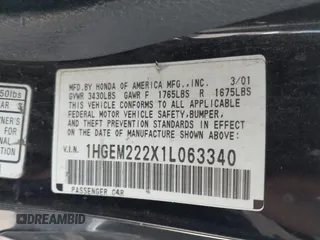 50lbs
MFD. BY HONDA OF AMERICA MFG., INC. 3/01
GVWR 3430LBS GAWR F 1765LBS R 1675LBS
THIS VEHICLE CONFORMS TO ALL APPLICABLE
FEDERAL MOTOR VEHICLE SAFETY, BUMPER,
AND THEFT PREVENTION STANDARDS IN EFFECT
ON THE DATE OF MANUFACTURE SHOWN ABOVE.
V.I.N. 1HGEM222X1L063340
PASSENGER CAR
DREAMBID